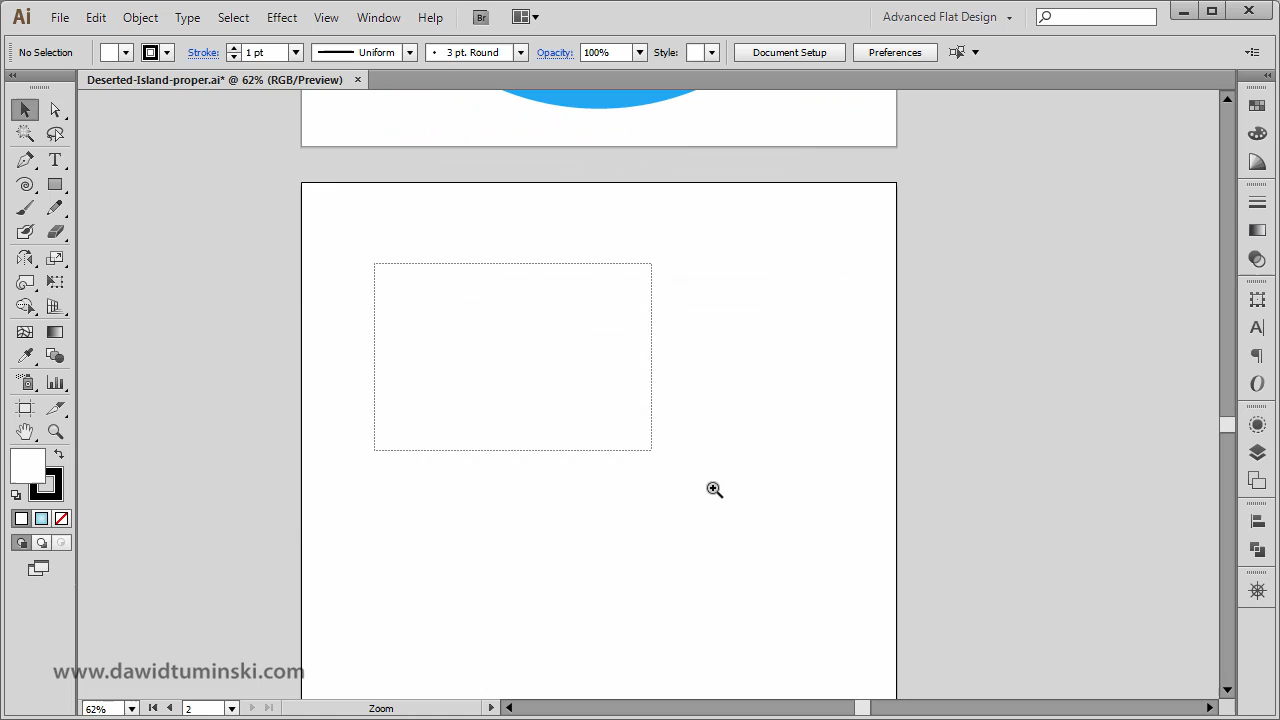 Ai File Edit Object Type Select Effect View Window Help Br Advanced Flat Design
No Selection Stroke: 1 pt Uniform 3 pt. Round Opacity: 100% Style: Document Setup Preferences
Deserted-Island-proper.ai* @ 62% (RGB/Preview)
www.dawidtuminski.com
62% 2 Zoom